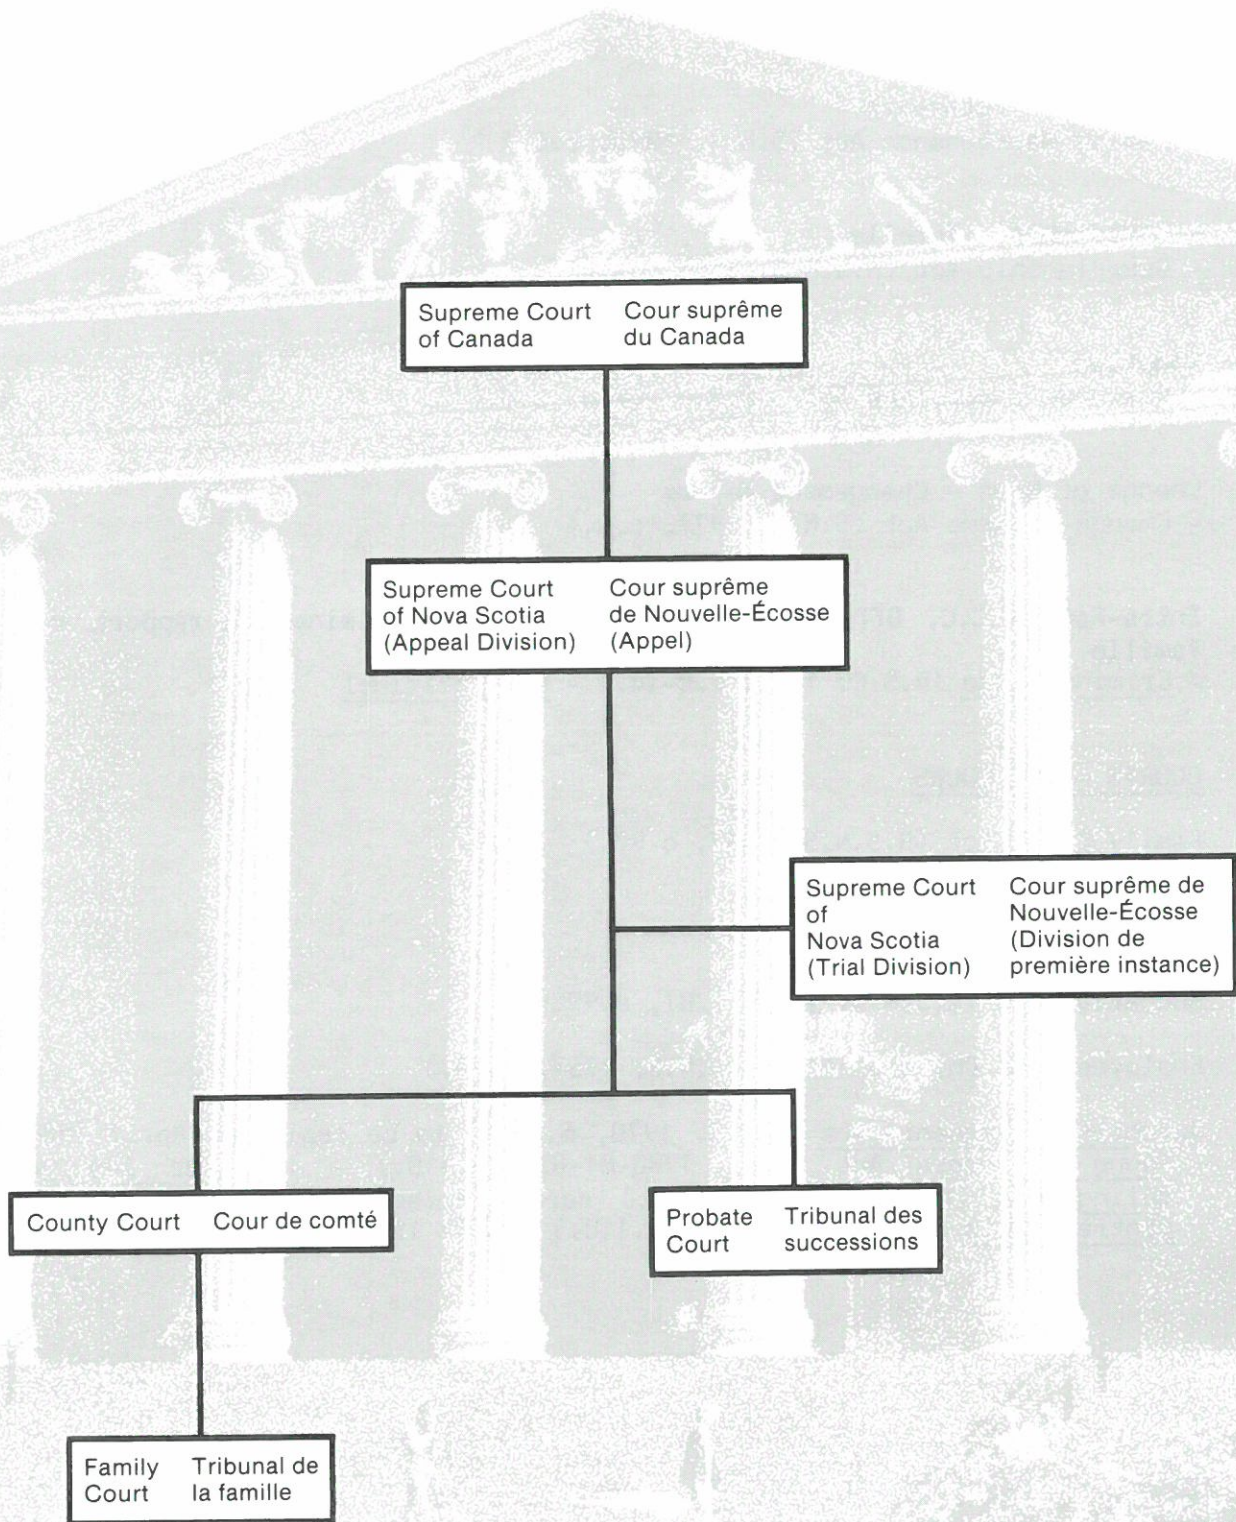 Supreme Court
of Canada
Cour suprême
du Canada
Supreme Court
of Nova Scotia
(Appeal Division)
Cour suprême
de Nouvelle-Écosse
(Appel)
Supreme Court
of
Nova Scotia
(Trial Division)
Cour suprême de
Nouvelle-Écosse
(Division de
première instance)
County Court
Cour de comté
Probate
Court
Tribunal des
successions
Family
Court
Tribunal de
la famille